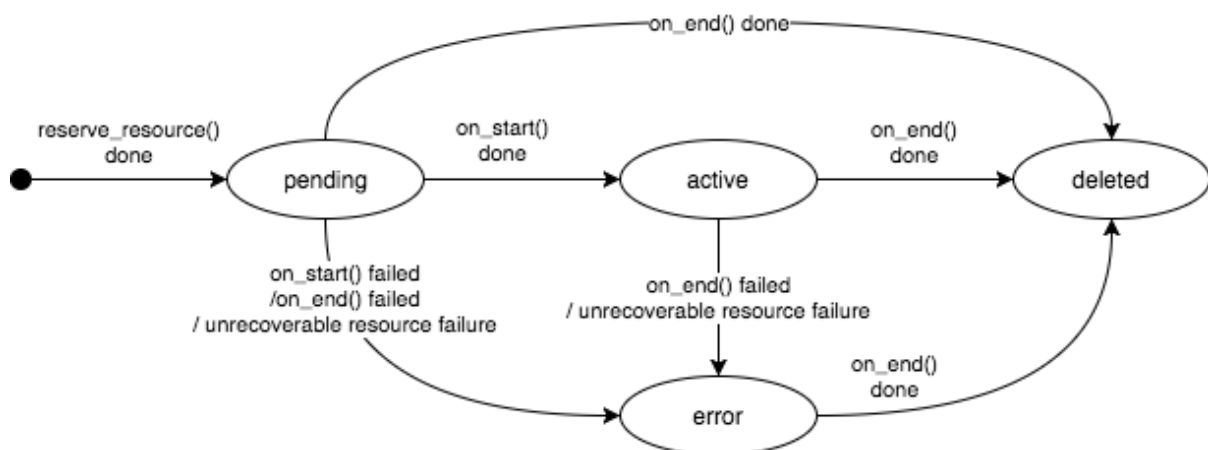 on_end() done
reserve_resource()
done
on_start()
done
on_end()
done
pending
active
deleted
on_start() failed
/on_end() failed
/ unrecoverable resource failure
on_end() failed
/ unrecoverable resource failure
on_end()
done
error